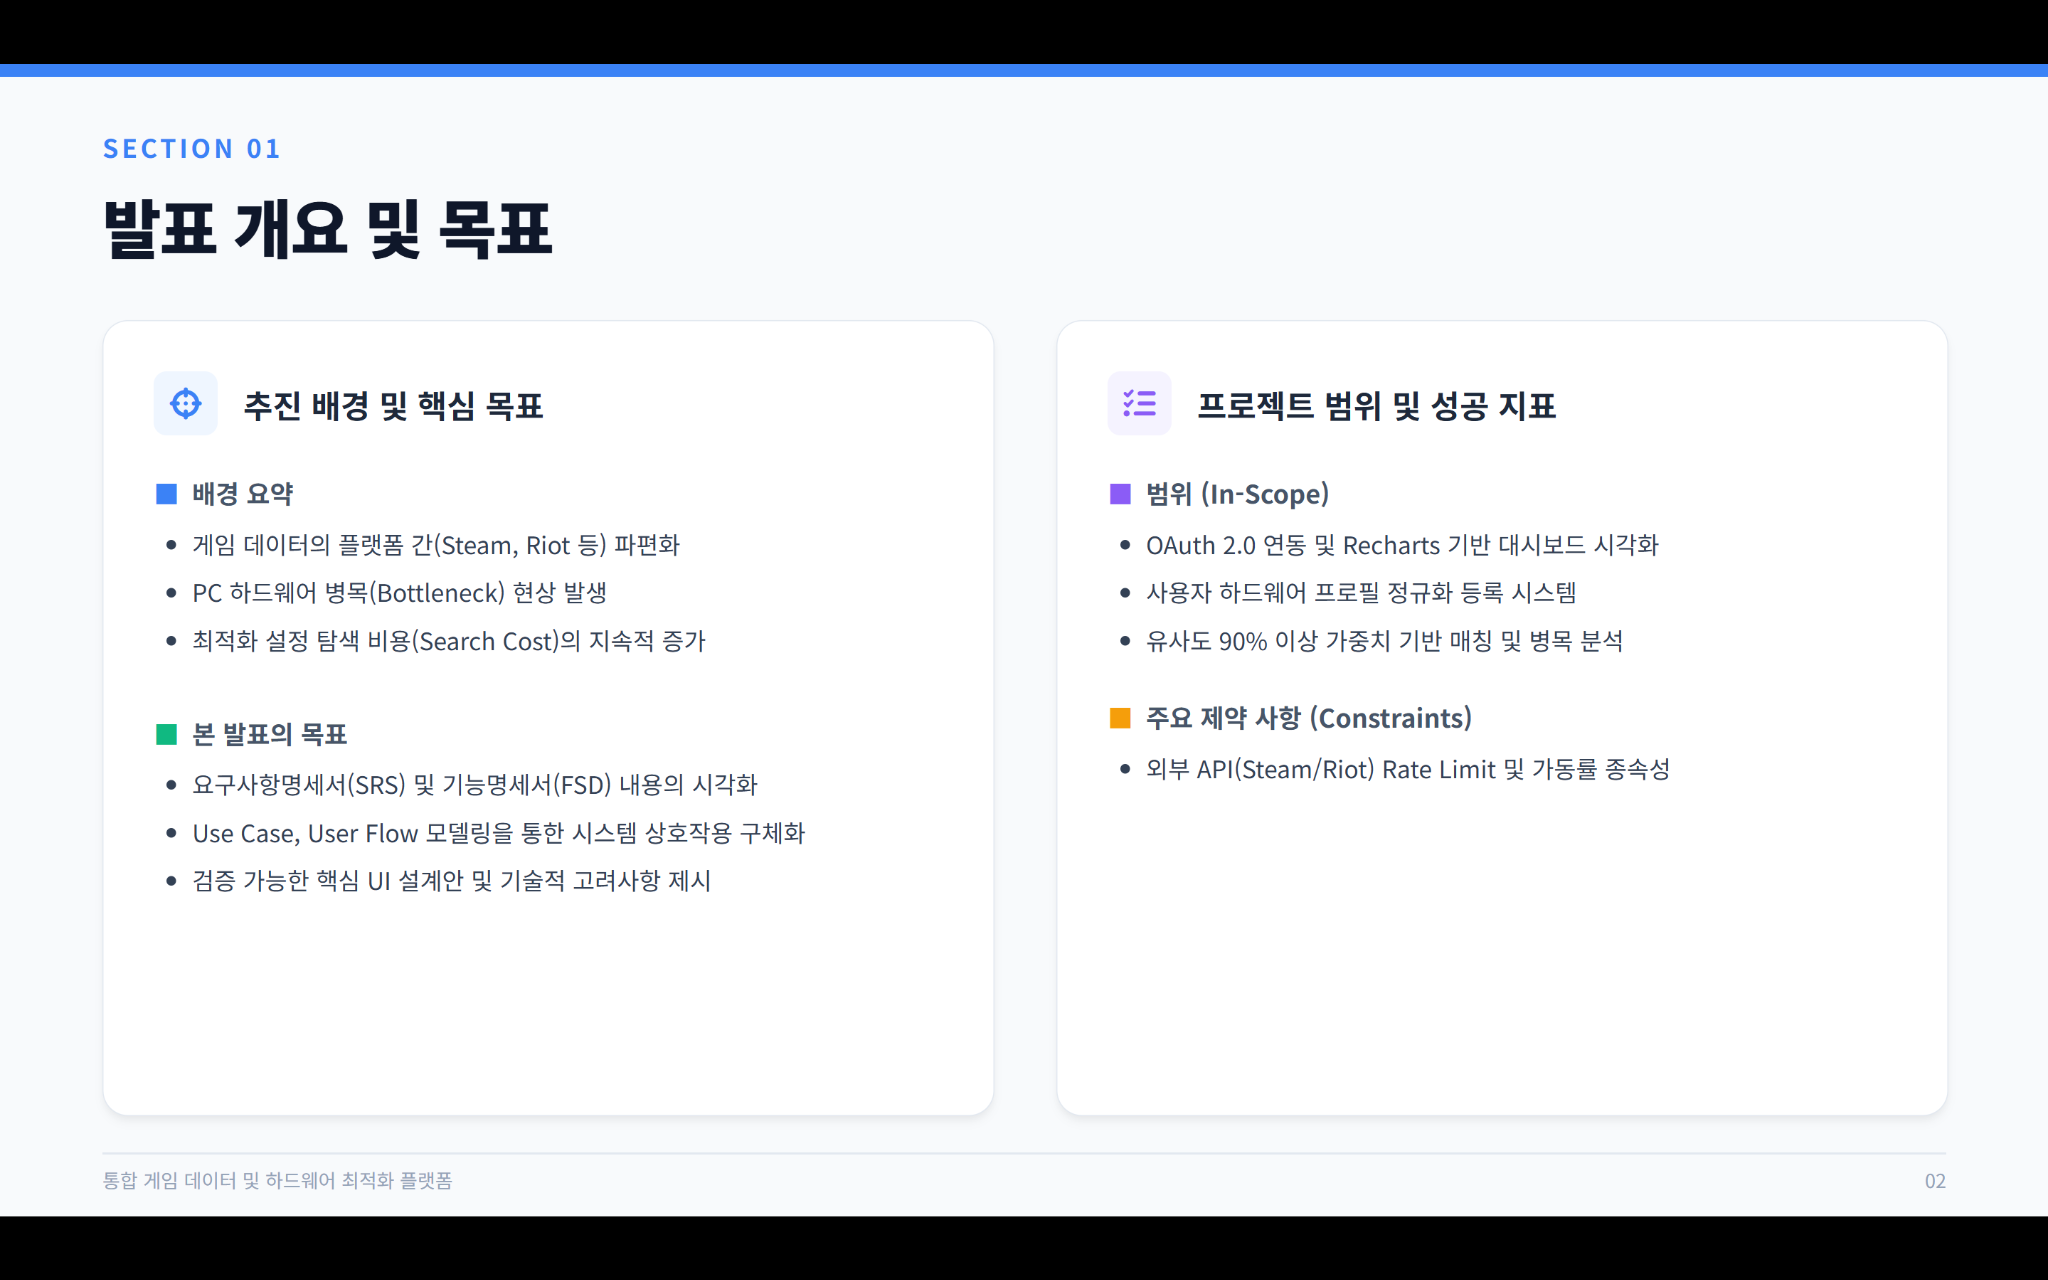 SECTION 01
발표 개요 및 목표
추진 배경 및 핵심 목표
배경 요약
게임 데이터의 플랫폼 간(Steam, Riot 등) 파편화
PC 하드웨어 병목(Bottleneck) 현상 발생
최적화 설정 탐색 비용(Search Cost)의 지속적 증가
본 발표의 목표
요구사항명세서(SRS) 및 기능명세서(FSD) 내용의 시각화
Use Case, User Flow 모델링을 통한 시스템 상호작용 구체화
검증 가능한 핵심 UI 설계안 및 기술적 고려사항 제시
프로젝트 범위 및 성공 지표
범위 (In-Scope)
OAuth 2.0 연동 및 Recharts 기반 대시보드 시각화
사용자 하드웨어 프로필 정규화 등록 시스템
유사도 90% 이상 가중치 기반 매칭 및 병목 분석
주요 제약 사항 (Constraints)
외부 API(Steam/Riot) Rate Limit 및 가동률 종속성
통합 게임 데이터 및 하드웨어 최적화 플랫폼
02